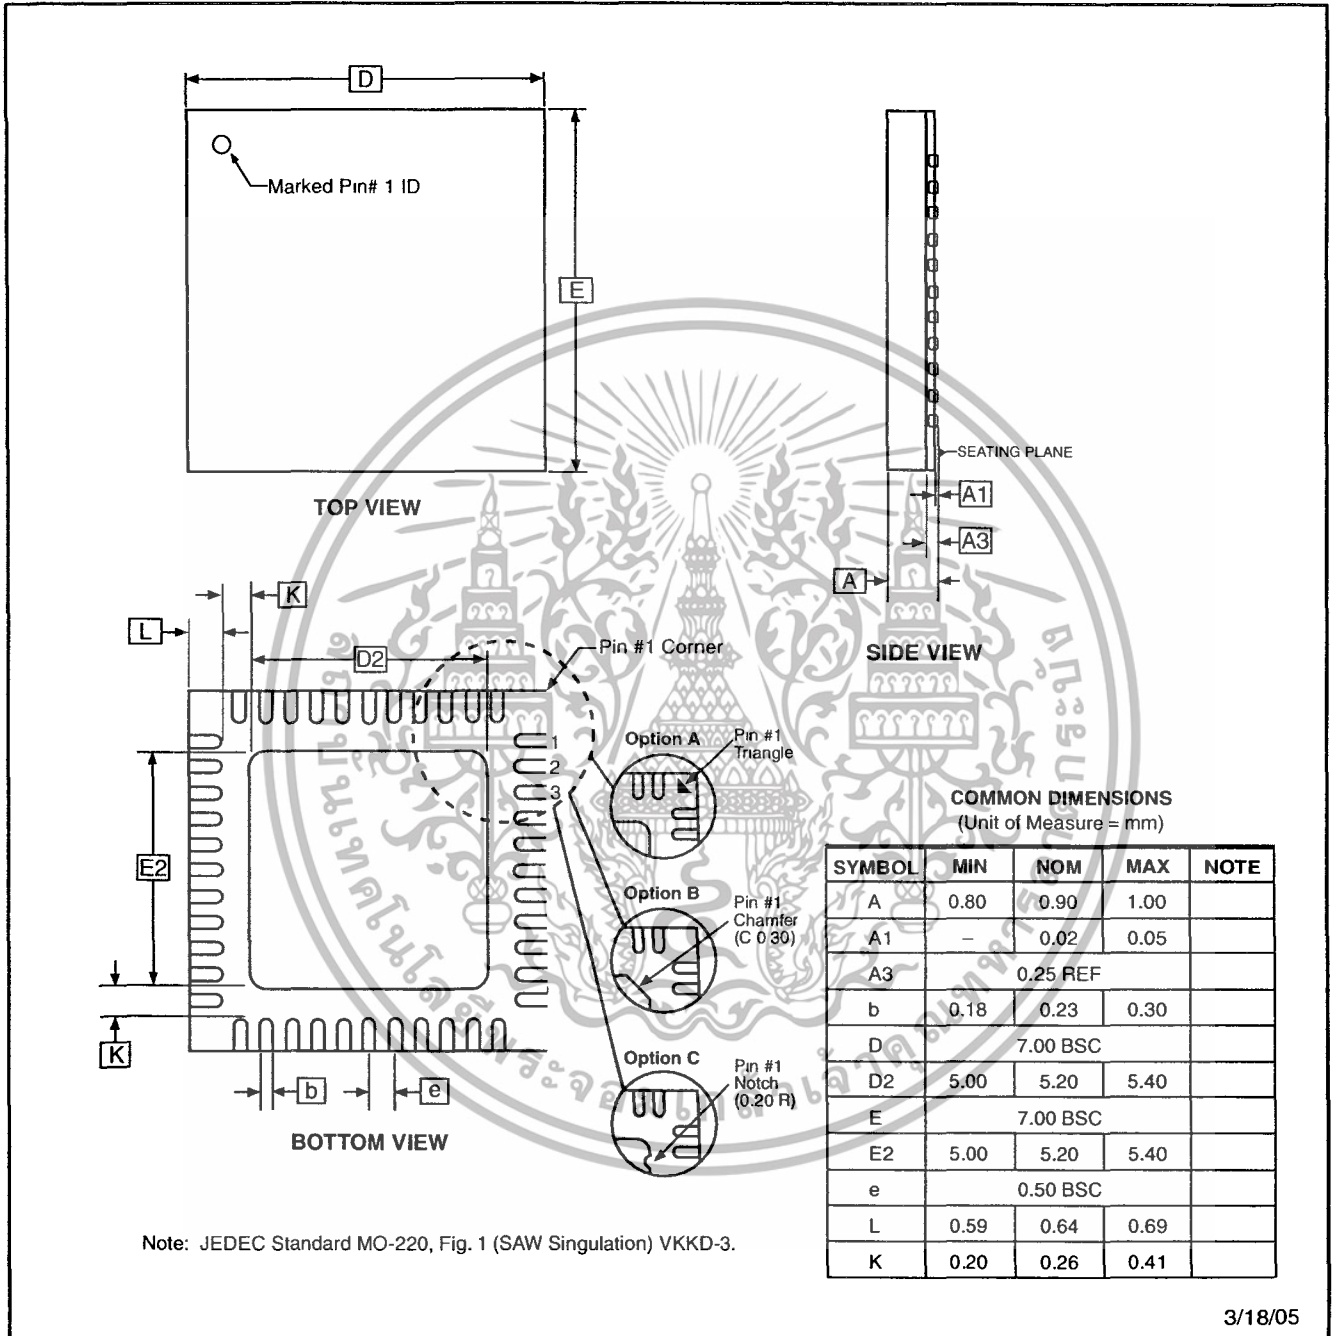 D
Marked Pin# 1 ID
E
TOP VIEW
SEATING PLANE
A1
A3
A
SIDE VIEW
K
L
D2
Pin #1 Corner
1
2
3
E2
K
b
e
BOTTOM VIEW
Option A
Pin #1
Triangle
Option B
Pin #1
Chamfer
(C 0 30)
Option C
Pin #1
Notch
(0.20 R)
COMMON DIMENSIONS
(Unit of Measure = mm)
SYMBOL MIN NOM MAX NOTE
A 0.80 0.90 1.00
A1 – 0.02 0.05
A3 0.25 REF
b 0.18 0.23 0.30
D 7.00 BSC
D2 5.00 5.20 5.40
E 7.00 BSC
E2 5.00 5.20 5.40
e 0.50 BSC
L 0.59 0.64 0.69
K 0.20 0.26 0.41
Note: JEDEC Standard MO-220, Fig. 1 (SAW Singulation) VKKD-3.
3/18/05